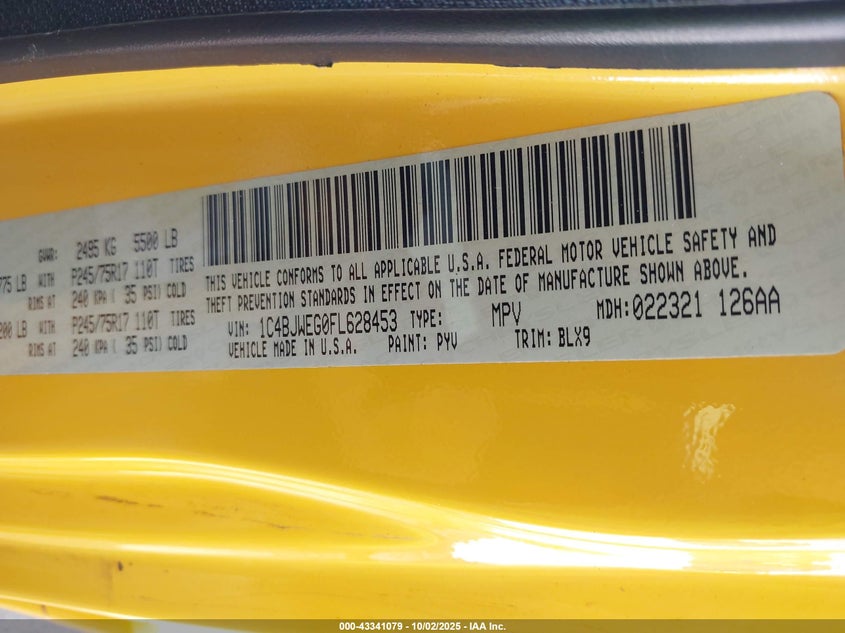 GVWR: 2495 KG 5500 LB
775 LB WITH P245/75R17 110T TIRES
RIMS AT 240 KPA ( 35 PSI) COLD
200 LB WITH P245/75R17 110T TIRES
RIMS AT 240 KPA ( 35 PSI) COLD
THIS VEHICLE CONFORMS TO ALL APPLICABLE U.S.A. FEDERAL MOTOR VEHICLE SAFETY AND
THEFT PREVENTION STANDARDS IN EFFECT ON THE DATE OF MANUFACTURE SHOWN ABOVE.
VIN: 1C4BJWEG0FL628453 TYPE: MPV MDH: 022321 126AA
VEHICLE MADE IN U.S.A. PAINT: PYV TRIM: BLX9
000-43341079 - 10/02/2025 - IAA Inc.